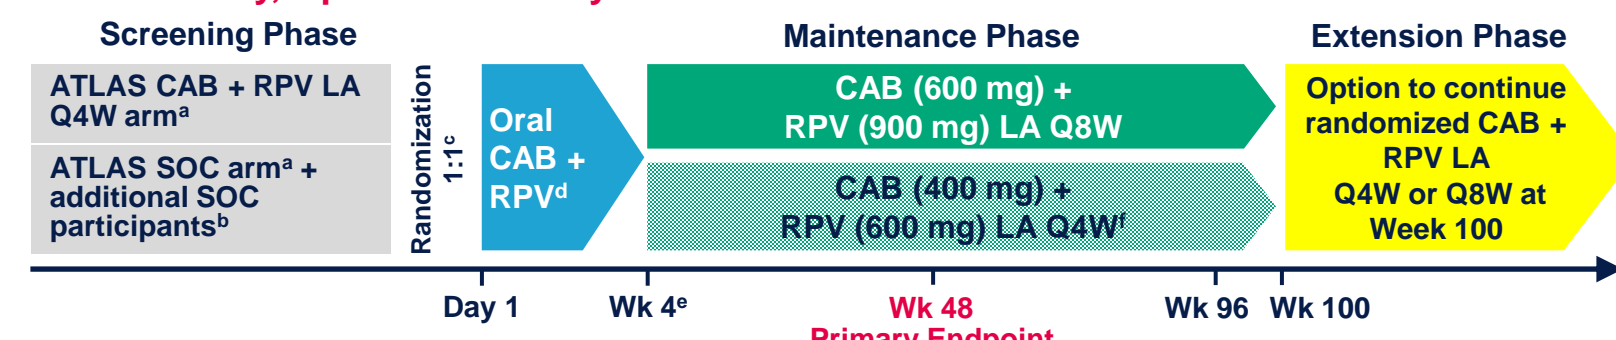 Screening Phase
Maintenance Phase
Extension Phase
ATLAS CAB + RPV LA
Q4W armᵃ
ATLAS SOC armᵃ +
additional SOC
participantsᵇ
Randomization
1:1ᶜ
Oral
CAB +
RPVᵈ
CAB (600 mg) +
RPV (900 mg) LA Q8W
CAB (400 mg) +
RPV (600 mg) LA Q4Wᶠ
Option to continue
randomized CAB +
RPV LA
Q4W or Q8W at
Week 100
Day 1
Wk 4ᵉ
Wk 48
Primary Endpoint
Wk 96
Wk 100